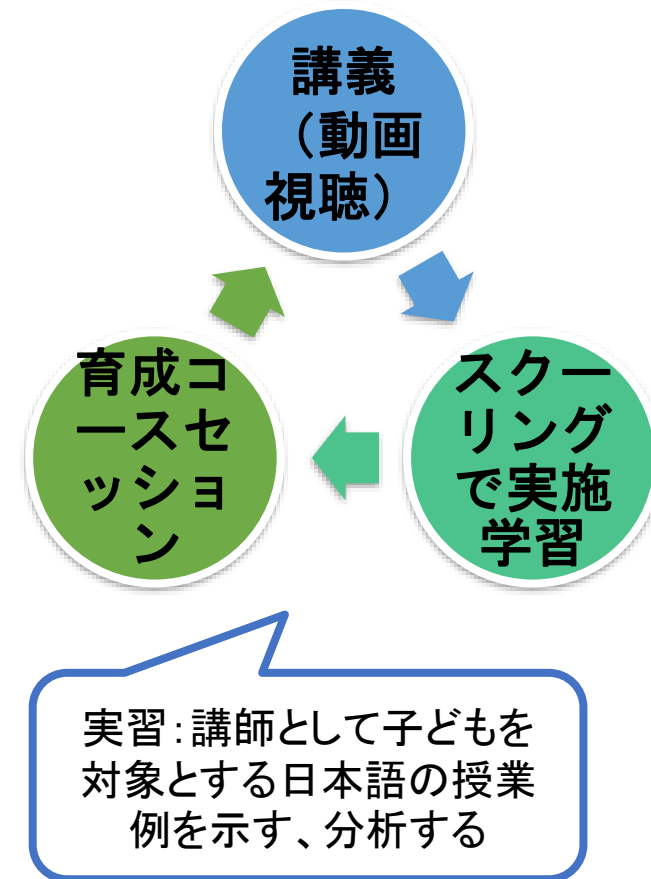 講義
（動画
視聴）
スクー
リング
で実施
学習
育成コ
ースセ
ッショ
ン
実習：講師として子どもを
対象とする日本語の授業
例を示す、分析する